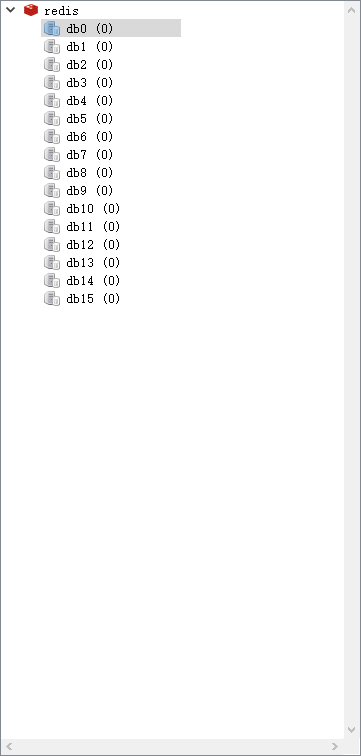 redis
db0 (0)
db1 (0)
db2 (0)
db3 (0)
db4 (0)
db5 (0)
db6 (0)
db7 (0)
db8 (0)
db9 (0)
db10 (0)
db11 (0)
db12 (0)
db13 (0)
db14 (0)
db15 (0)